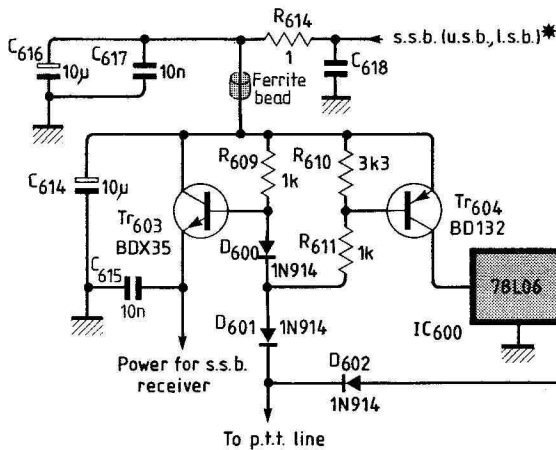 R614
1
s.s.b. (u.s.b., l.s.b.)*
C616
10µ
C617
10n
C618
Ferrite
bead
R609
1k
R610
3k3
C614
10µ
Tr603
BDX35
Tr604
BD132
R611
1k
D600
1N914
C615
10n
78L06
IC600
D601
1N914
Power for s.s.b.
receiver
D602
1N914
To p.t.t. line